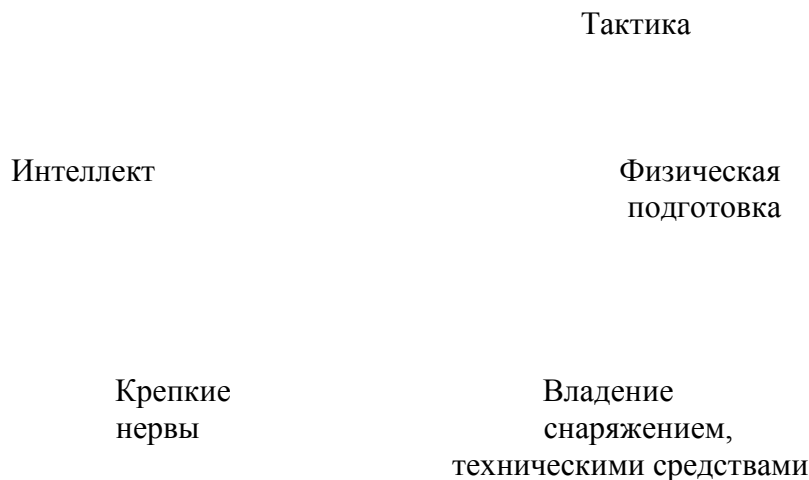 Тактика
Интеллект
Физическая
подготовка
Крепкие
нервы
Владение
снаряжением,
техническими средствами